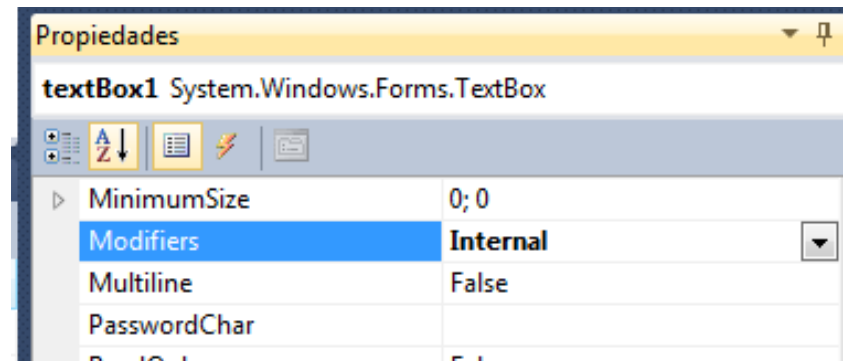 Propiedades
textBox1 System.Windows.Forms.TextBox
MinimumSize 0; 0
Modifiers Internal
Multiline False
PasswordChar